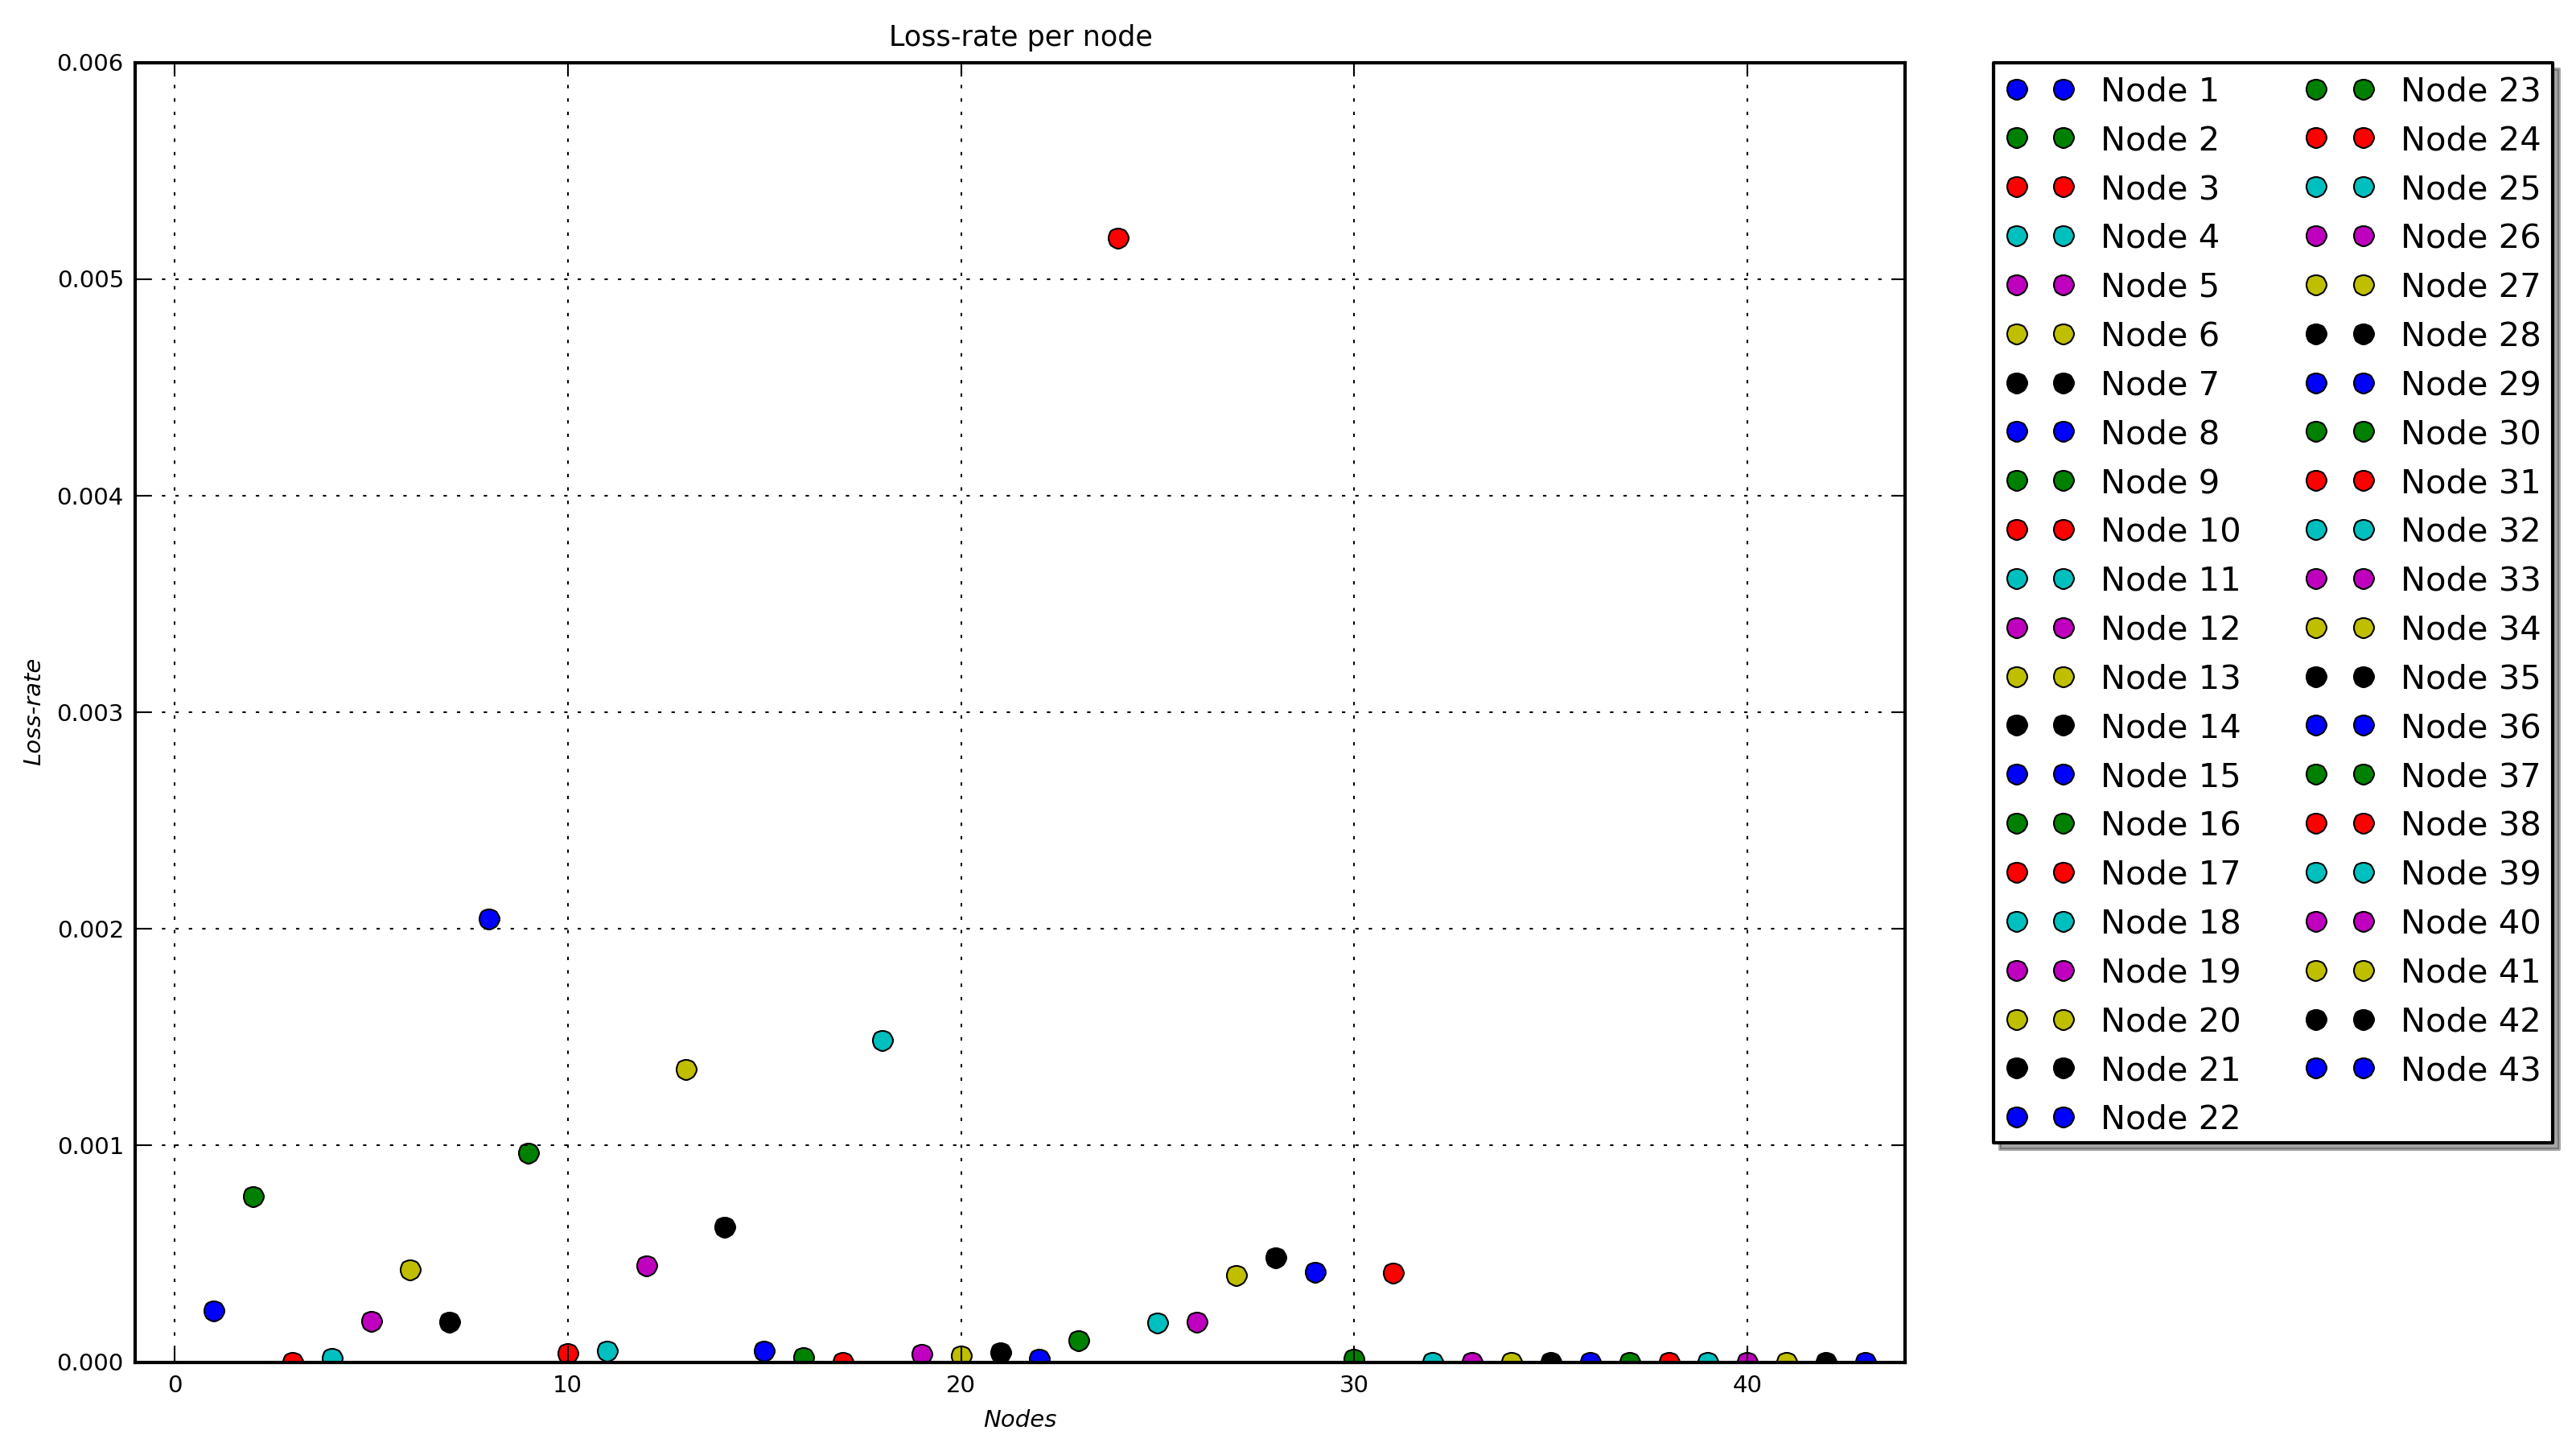 Loss-rate per node
0.006
0.005
0.004
0.003
0.002
0.001
0.000
Loss-rate
0 10 20 30 40
Nodes
Node 1
Node 2
Node 3
Node 4
Node 5
Node 6
Node 7
Node 8
Node 9
Node 10
Node 11
Node 12
Node 13
Node 14
Node 15
Node 16
Node 17
Node 18
Node 19
Node 20
Node 21
Node 22
Node 23
Node 24
Node 25
Node 26
Node 27
Node 28
Node 29
Node 30
Node 31
Node 32
Node 33
Node 34
Node 35
Node 36
Node 37
Node 38
Node 39
Node 40
Node 41
Node 42
Node 43